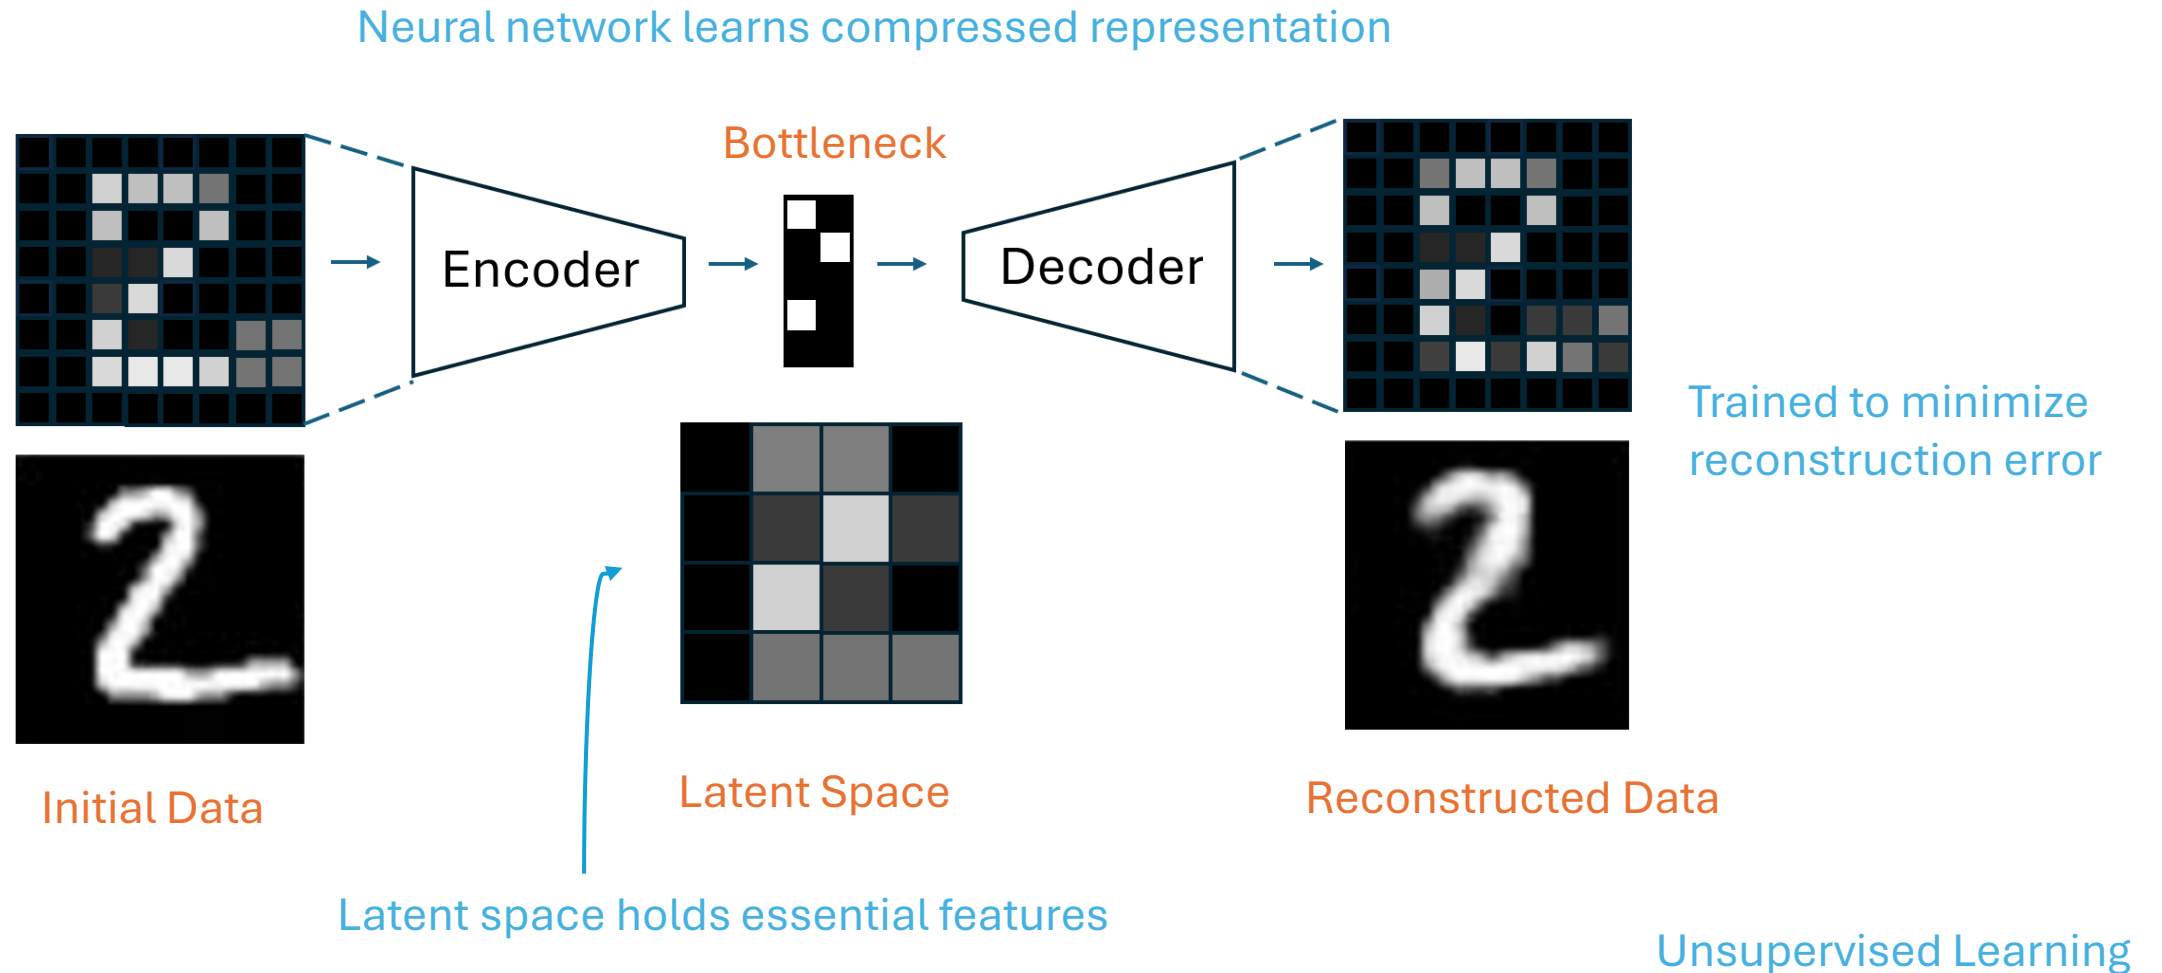 Neural network learns compressed representation
Bottleneck
Encoder
Decoder
Trained to minimize
reconstruction error
Initial Data
Latent Space
Reconstructed Data
Latent space holds essential features
Unsupervised Learning